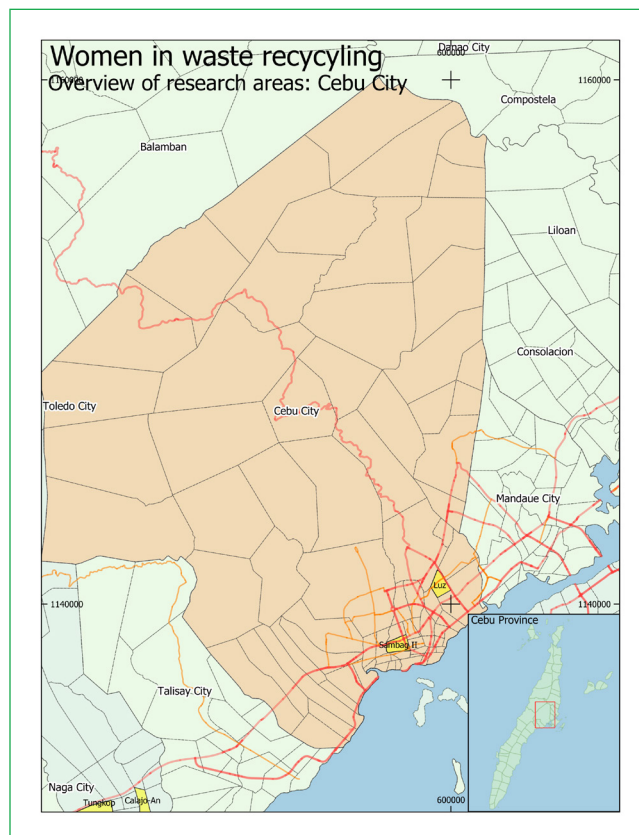 Women in waste recycyling
Overview of research areas: Cebu City
Danao City
600000
1160000
1160000
Compostela
Balamban
Liloan
Consolacion
Toledo City
Cebu City
Mandaue City
Luz
1140000
1140000
Cebu Province
Sambag II
Talisay City
Naga City
Tungkop
Calajo-An
600000